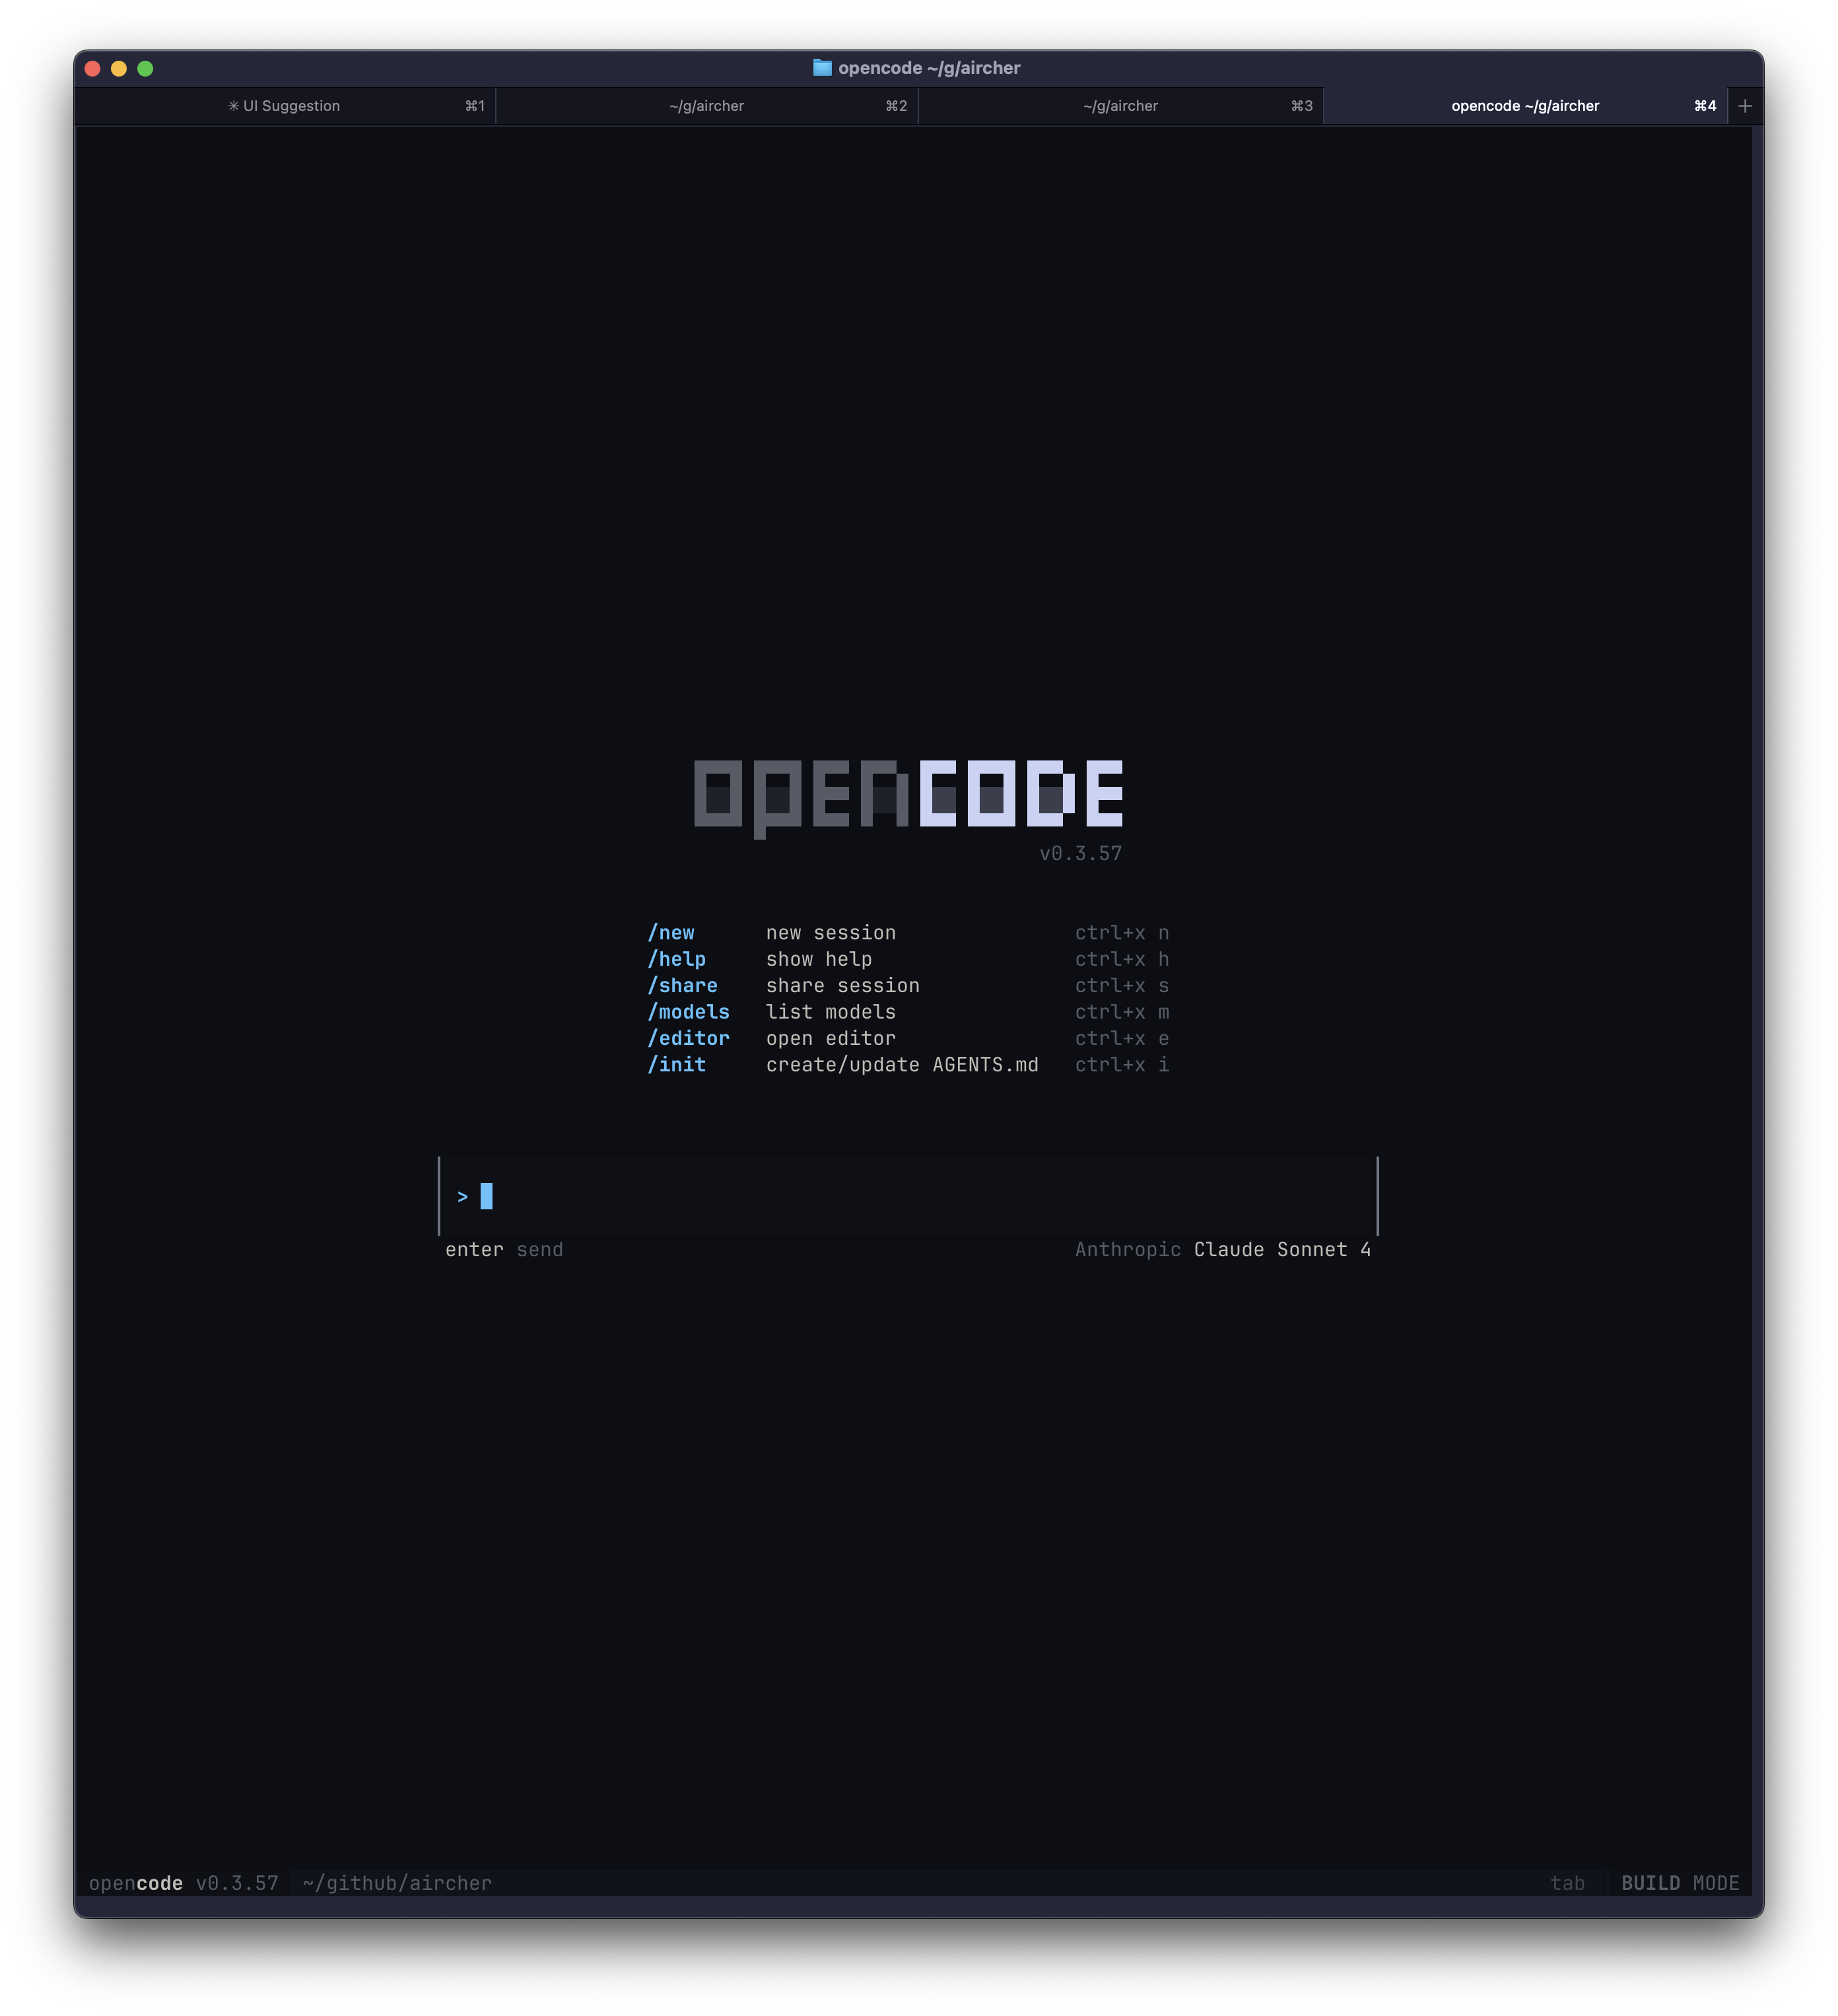 opencode ~/g/aircher
✳ UI Suggestion ⌘1 ~/g/aircher ⌘2 ~/g/aircher ⌘3 opencode ~/g/aircher ⌘4 +
opencode
v0.3.57
/new new session ctrl+x n
/help show help ctrl+x h
/share share session ctrl+x s
/models list models ctrl+x m
/editor open editor ctrl+x e
/init create/update AGENTS.md ctrl+x i
>
enter send Anthropic Claude Sonnet 4
opencode v0.3.57 ~/github/aircher tab BUILD MODE